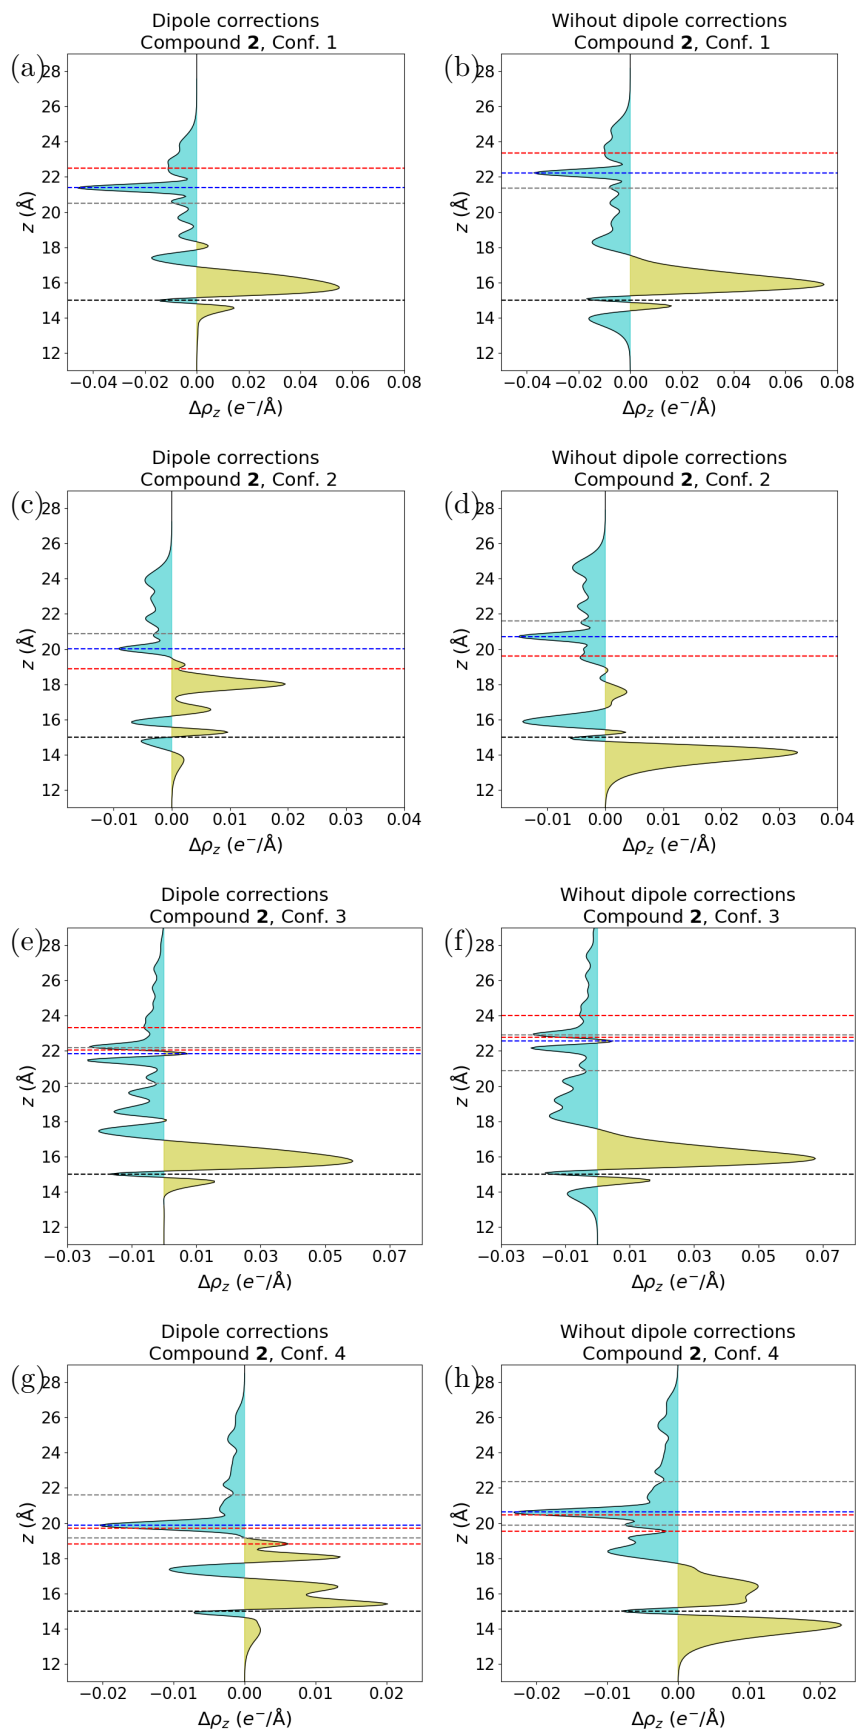 Dipole corrections
Compound 2, Conf. 1
(a)
28
26
24
22
20
18
16
14
12
z (Å)
−0.04 −0.02 0.00 0.02 0.04 0.06 0.08
Δρz (e−/Å)
Wihout dipole corrections
Compound 2, Conf. 1
(b)
28
26
24
22
20
18
16
14
12
z (Å)
−0.04 −0.02 0.00 0.02 0.04 0.06 0.08
Δρz (e−/Å)
Dipole corrections
Compound 2, Conf. 2
(c)
28
26
24
22
20
18
16
14
12
z (Å)
−0.01 0.00 0.01 0.02 0.03 0.04
Δρz (e−/Å)
Wihout dipole corrections
Compound 2, Conf. 2
(d)
28
26
24
22
20
18
16
14
12
z (Å)
−0.01 0.00 0.01 0.02 0.03 0.04
Δρz (e−/Å)
Dipole corrections
Compound 2, Conf. 3
(e)
28
26
24
22
20
18
16
14
12
z (Å)
−0.03 −0.01 0.01 0.03 0.05 0.07
Δρz (e−/Å)
Wihout dipole corrections
Compound 2, Conf. 3
(f)
28
26
24
22
20
18
16
14
12
z (Å)
−0.03 −0.01 0.01 0.03 0.05 0.07
Δρz (e−/Å)
Dipole corrections
Compound 2, Conf. 4
(g)
28
26
24
22
20
18
16
14
12
z (Å)
−0.02 −0.01 0.00 0.01 0.02
Δρz (e−/Å)
Wihout dipole corrections
Compound 2, Conf. 4
(h)
28
26
24
22
20
18
16
14
12
z (Å)
−0.02 −0.01 0.00 0.01 0.02
Δρz (e−/Å)